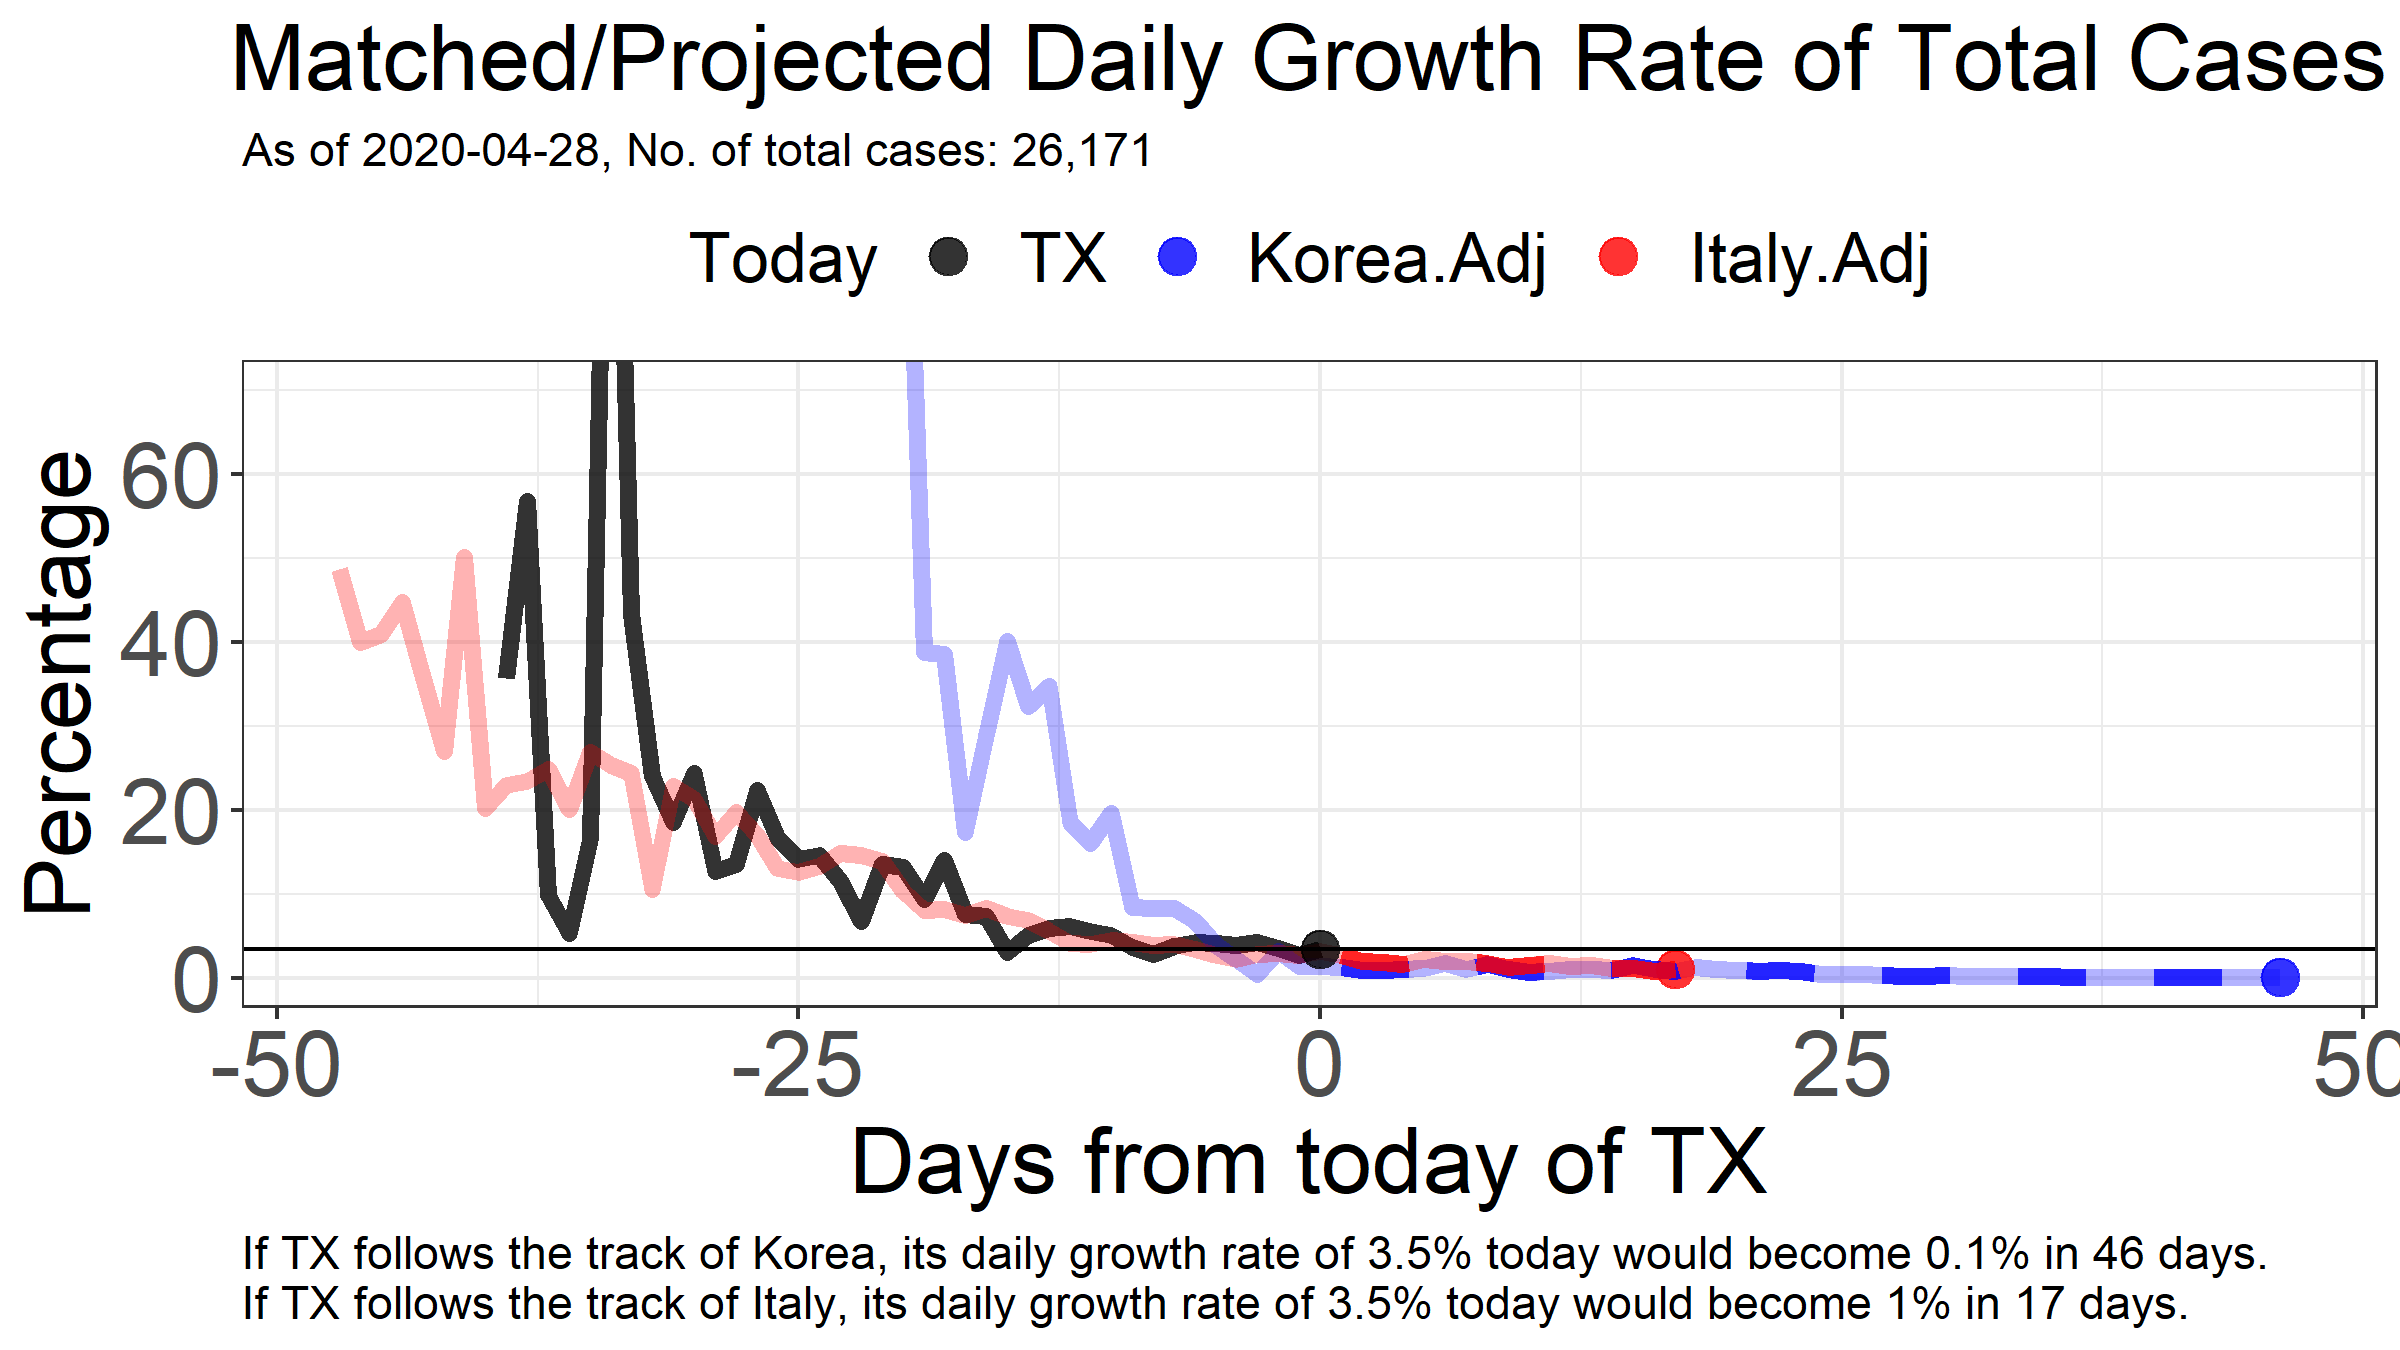 Matched/Projected Daily Growth Rate of Total Cases
As of 2020-04-28, No. of total cases: 26,171
Today TX Korea.Adj Italy.Adj
Percentage
60
40
20
0
-50 -25 0 25 50
Days from today of TX
If TX follows the track of Korea, its daily growth rate of 3.5% today would become 0.1% in 46 days.
If TX follows the track of Italy, its daily growth rate of 3.5% today would become 1% in 17 days.